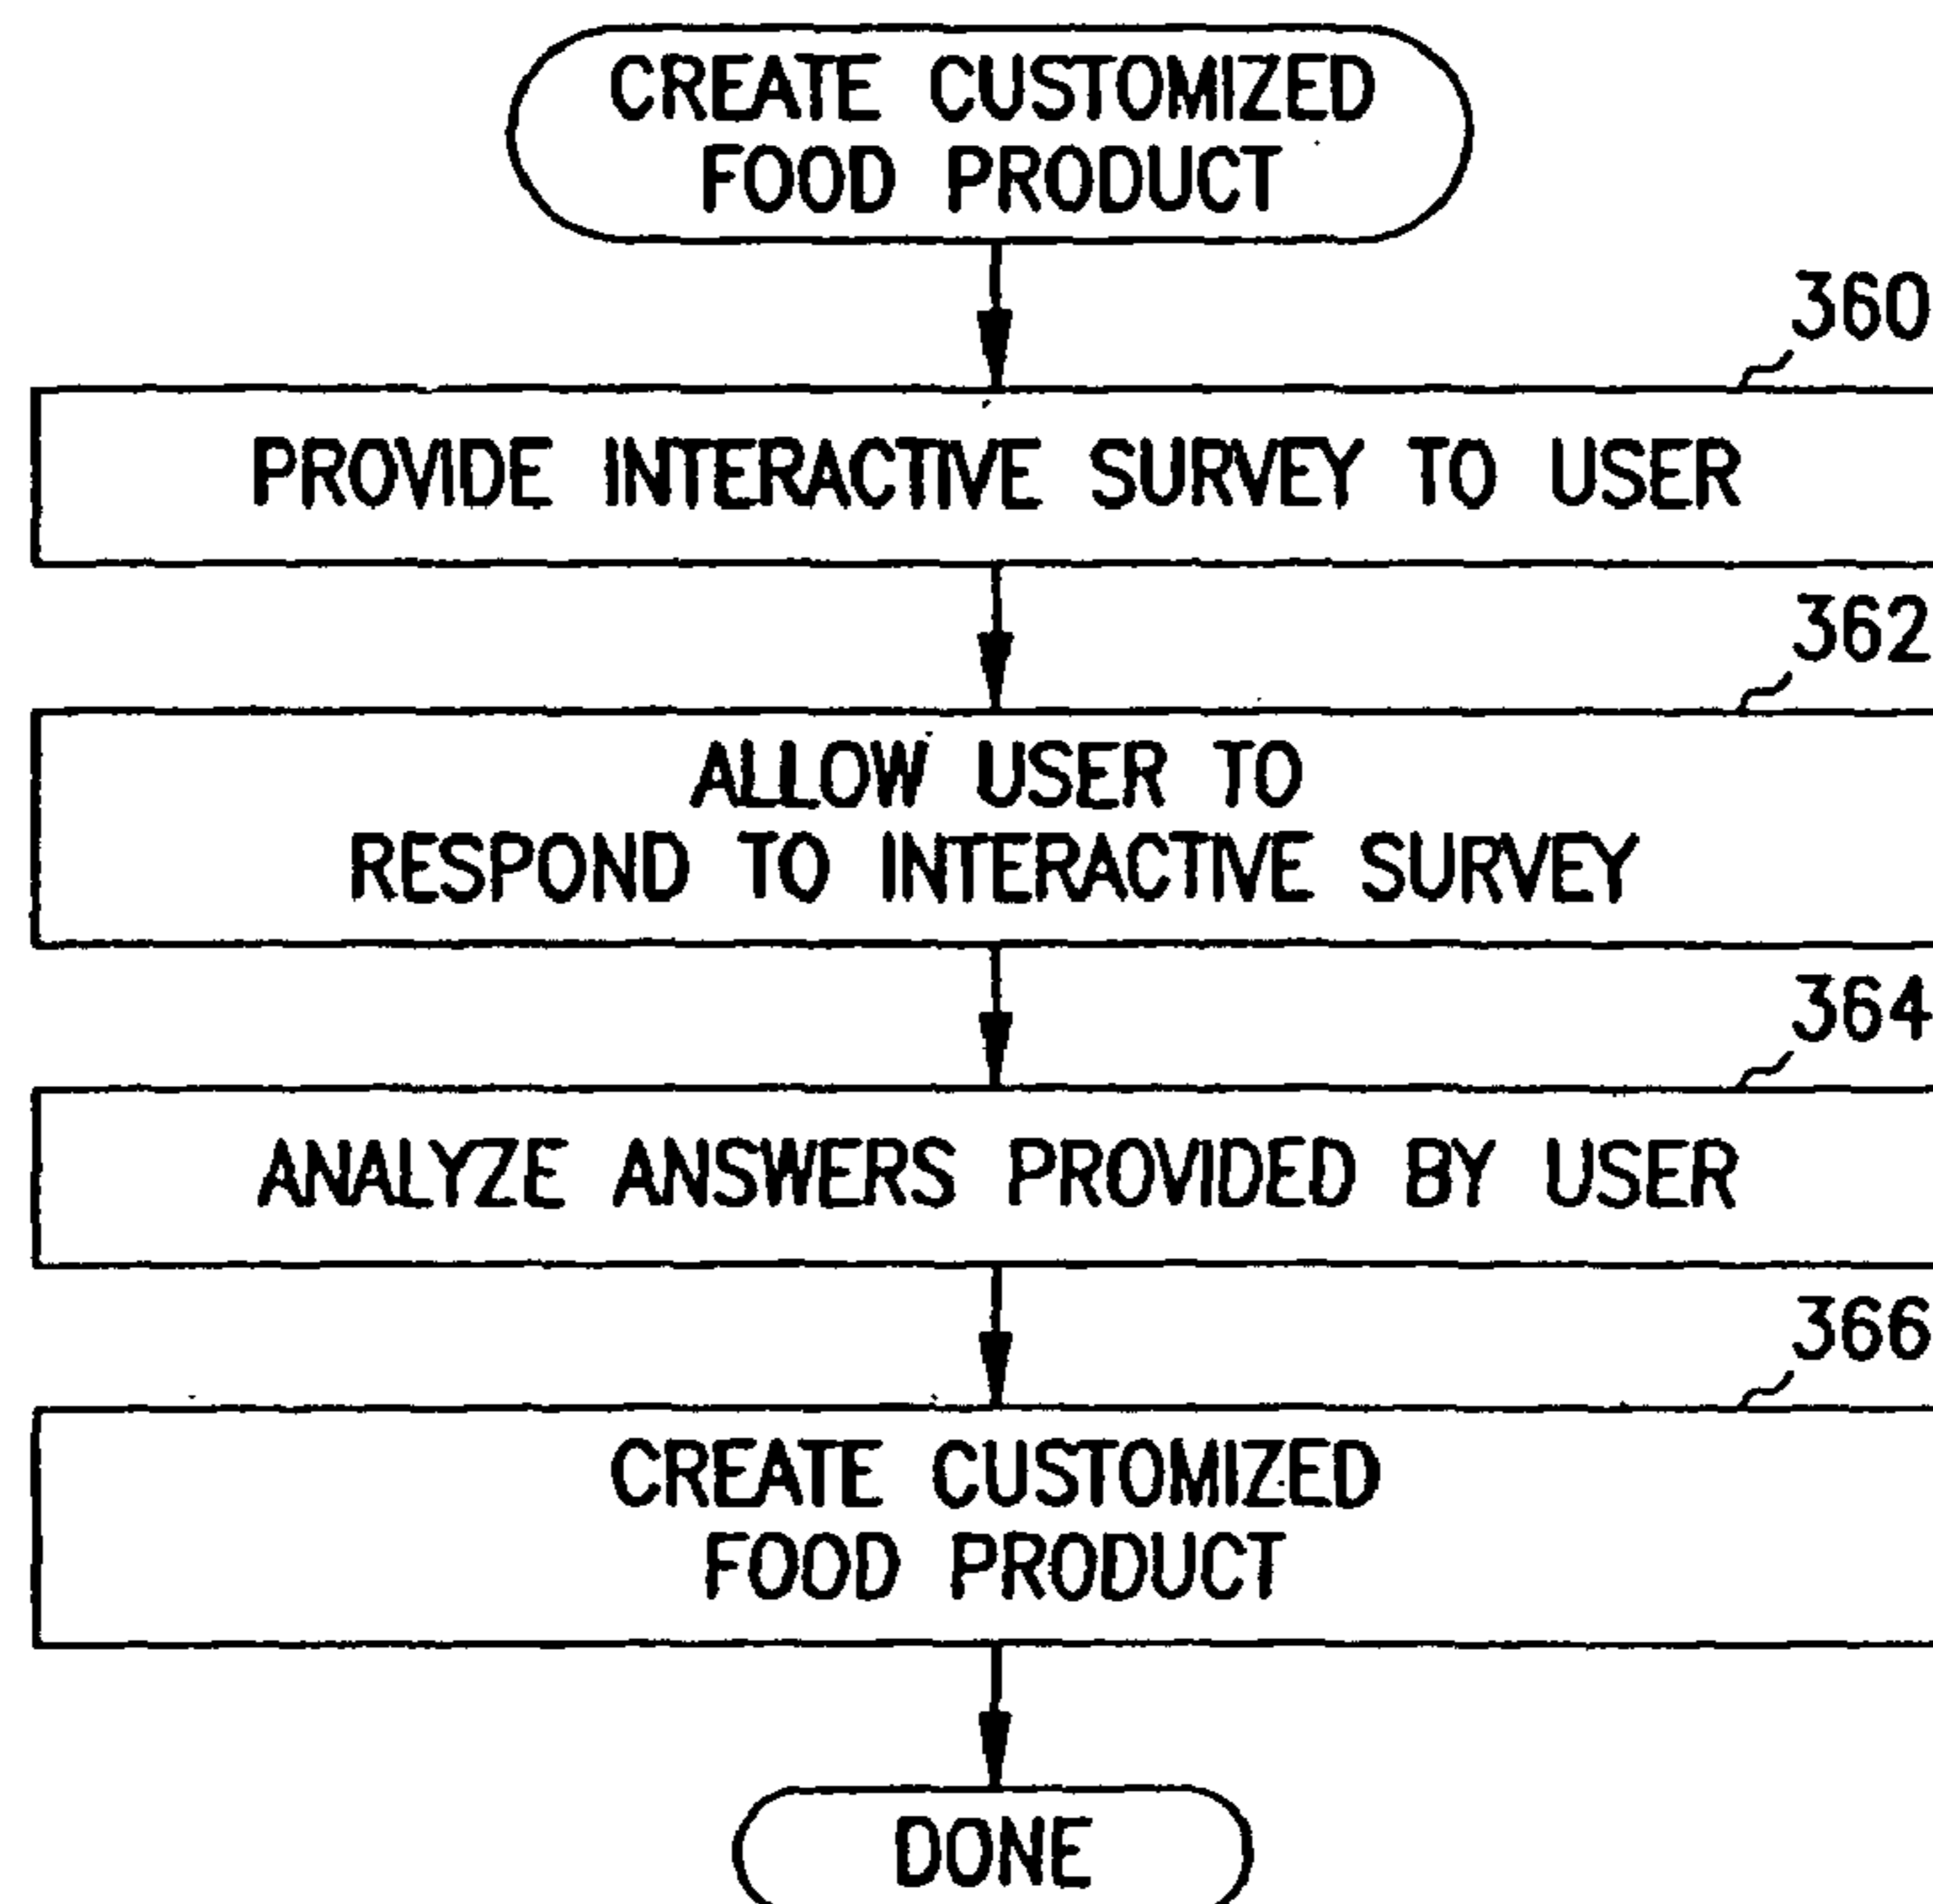 CREATE CUSTOMIZED
FOOD PRODUCT
360
PROVIDE INTERACTIVE SURVEY TO USER
362
ALLOW USER TO
RESPOND TO INTERACTIVE SURVEY
364
ANALYZE ANSWERS PROVIDED BY USER
366
CREATE CUSTOMIZED
FOOD PRODUCT
DONE